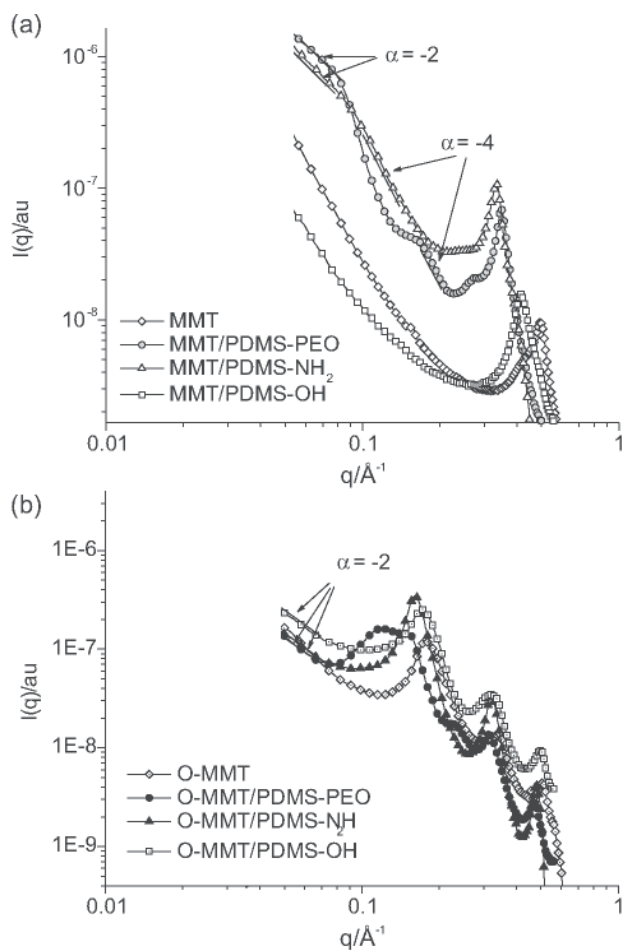 (a)
10⁻⁶
α = -2
α = -4
10⁻⁷
I(q)/au
10⁻⁸
MMT
MMT/PDMS-PEO
MMT/PDMS-NH₂
MMT/PDMS-OH
0.01 0.1 1
q/Å⁻¹
(b)
1E-6
α = -2
1E-7
I(q)/au
1E-8
O-MMT
O-MMT/PDMS-PEO
O-MMT/PDMS-NH₂
O-MMT/PDMS-OH
1E-9
0.01 0.1 1
q/Å⁻¹